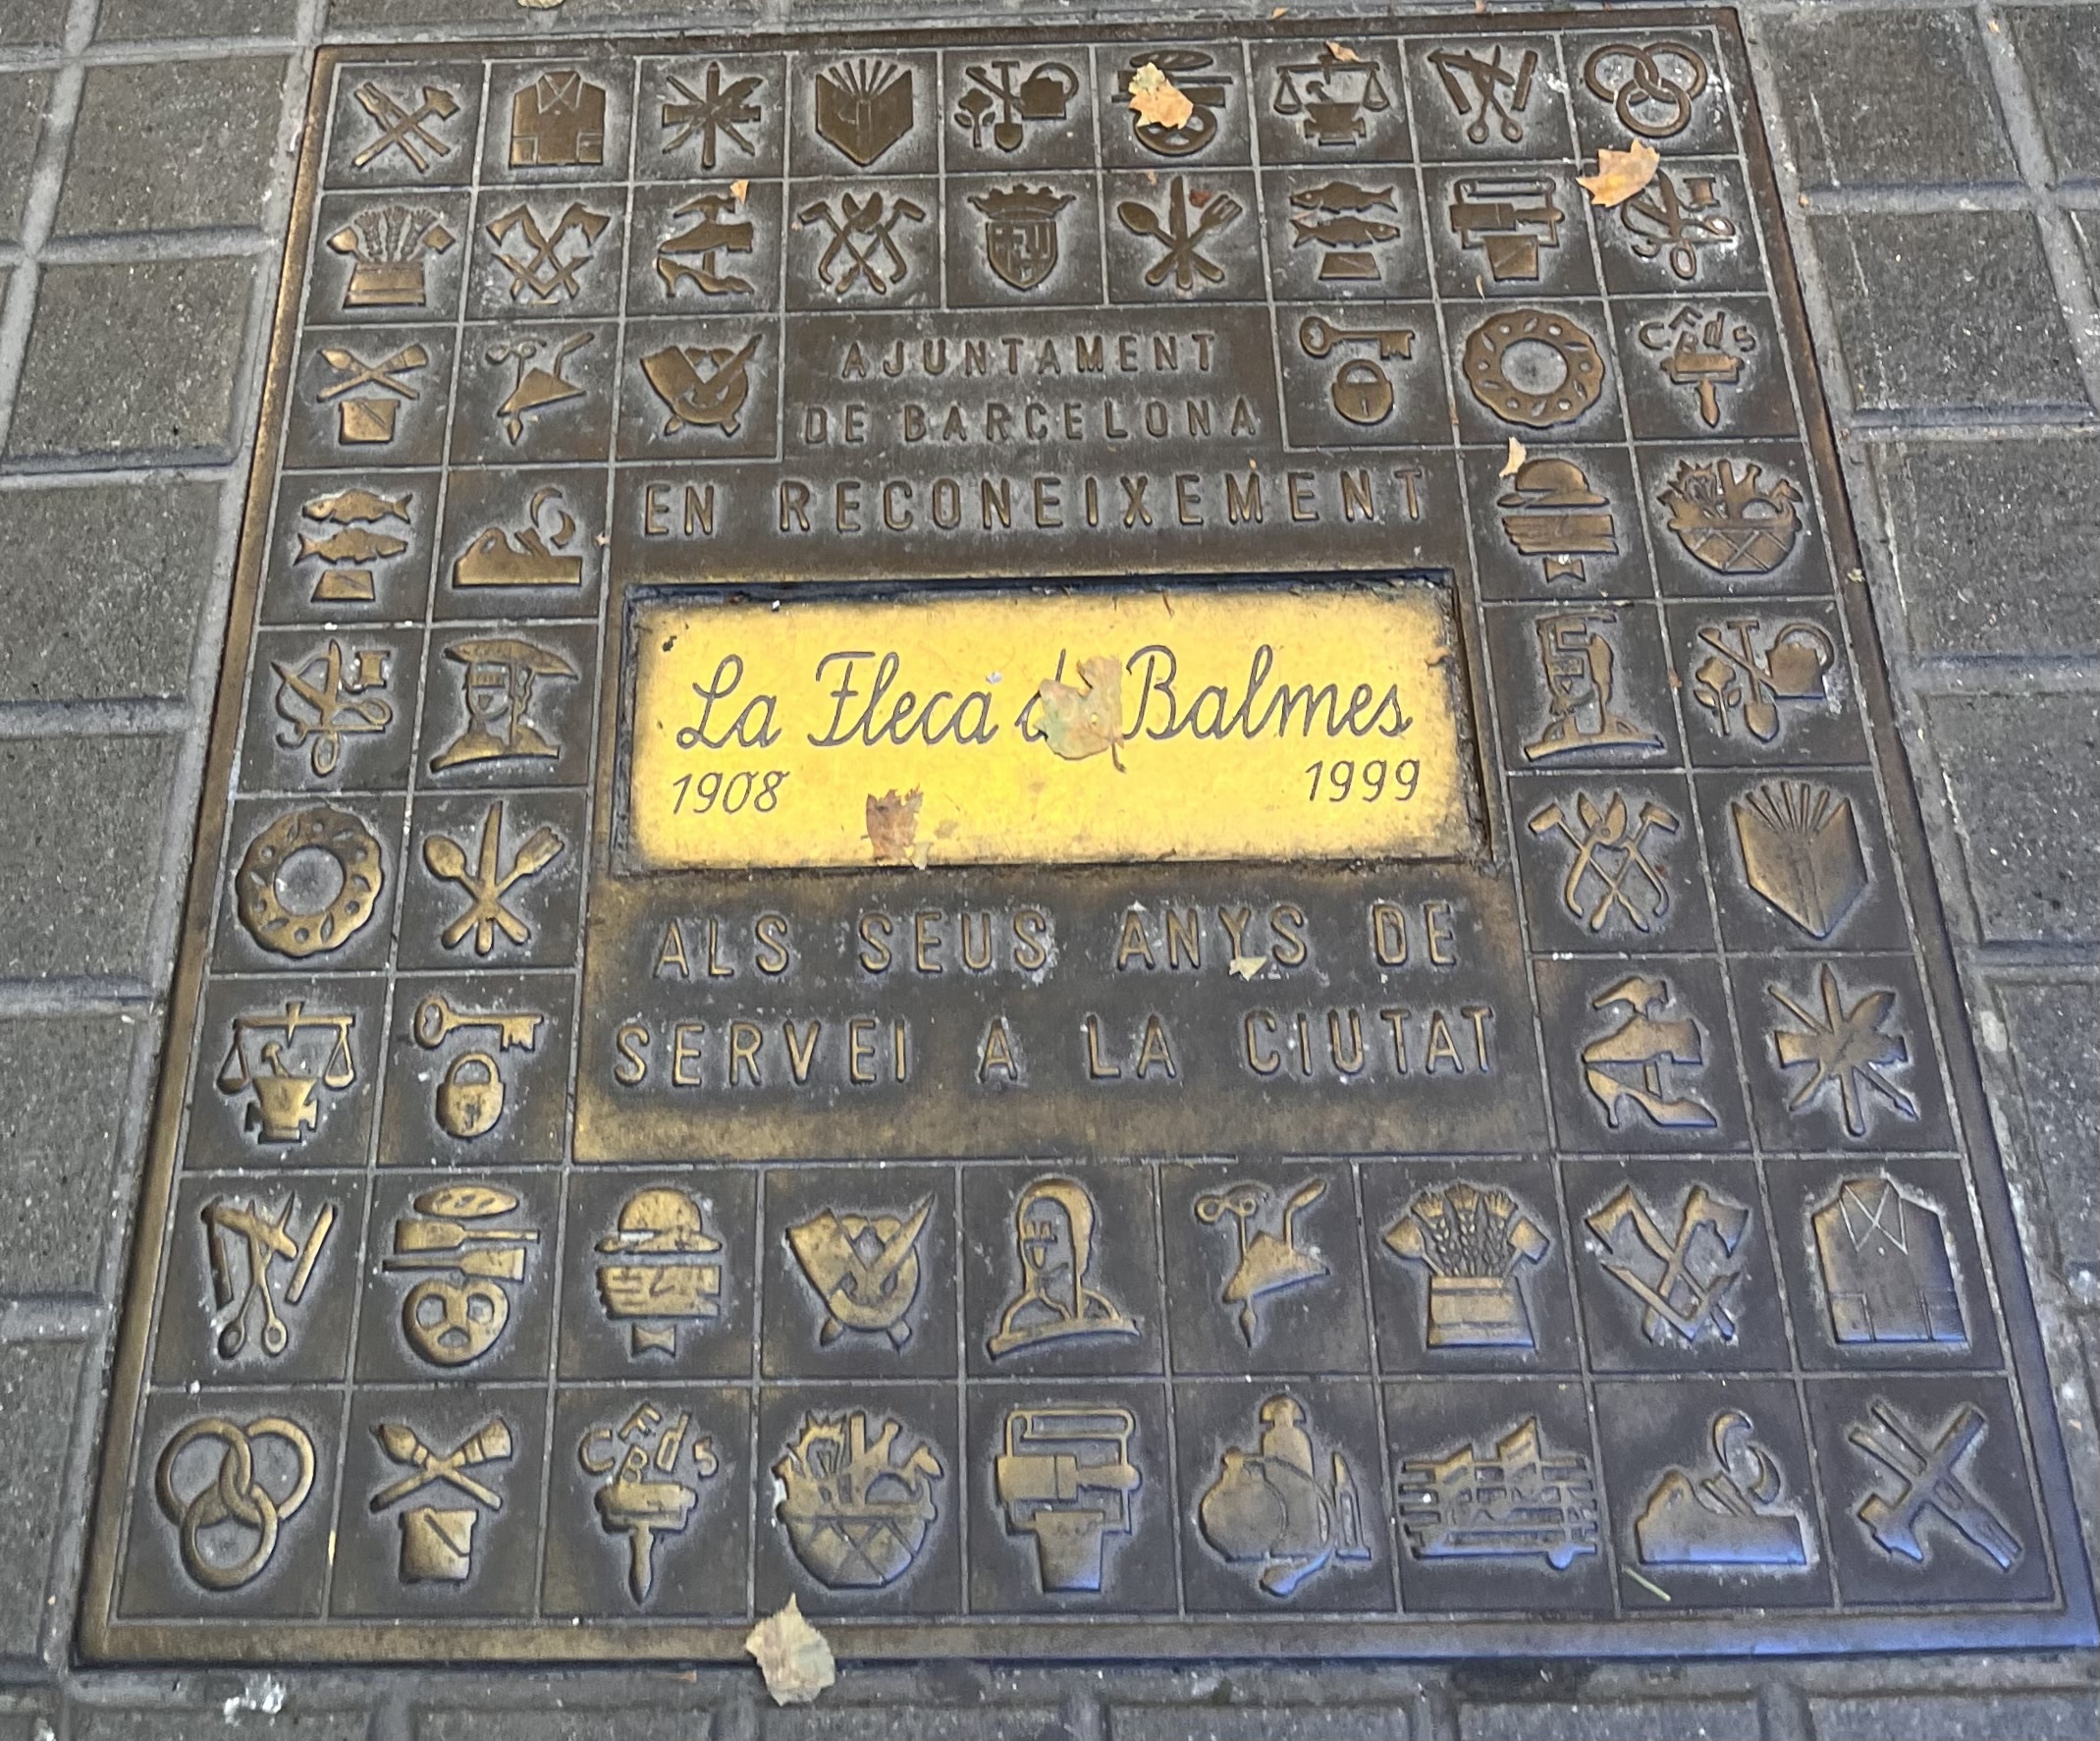 AJUNTAMENT
DE BARCELONA
EN RECONEIXEMENT
La Fleca Balmes
1908 1999
ALS SEUS ANYS DE
SERVEI A LA CIUTAT